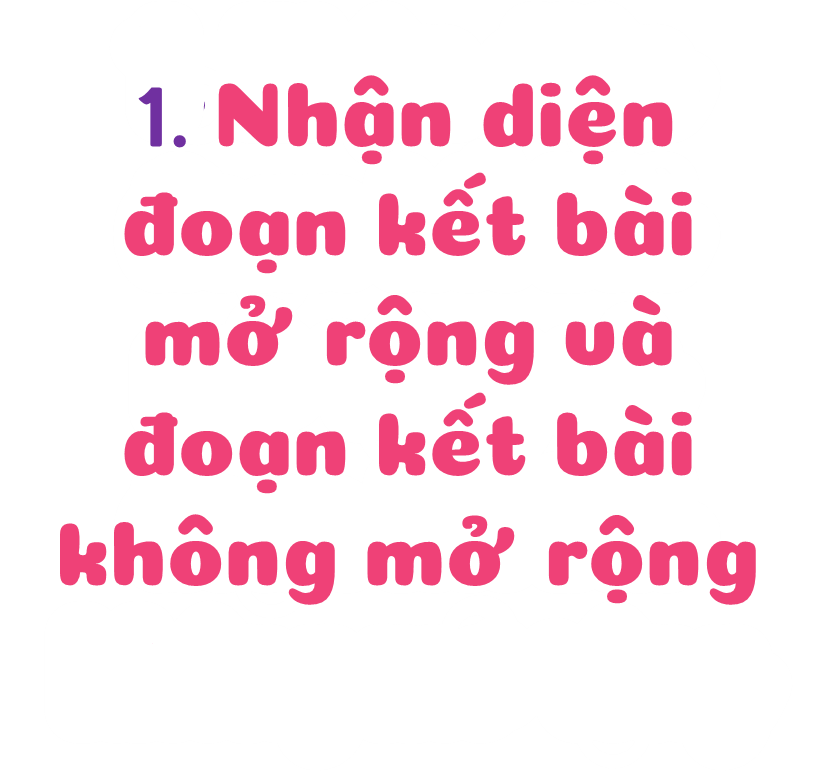 1. Nhận diện
đoạn kết bài
mở rộng và
đoạn kết bài
không mở rộng